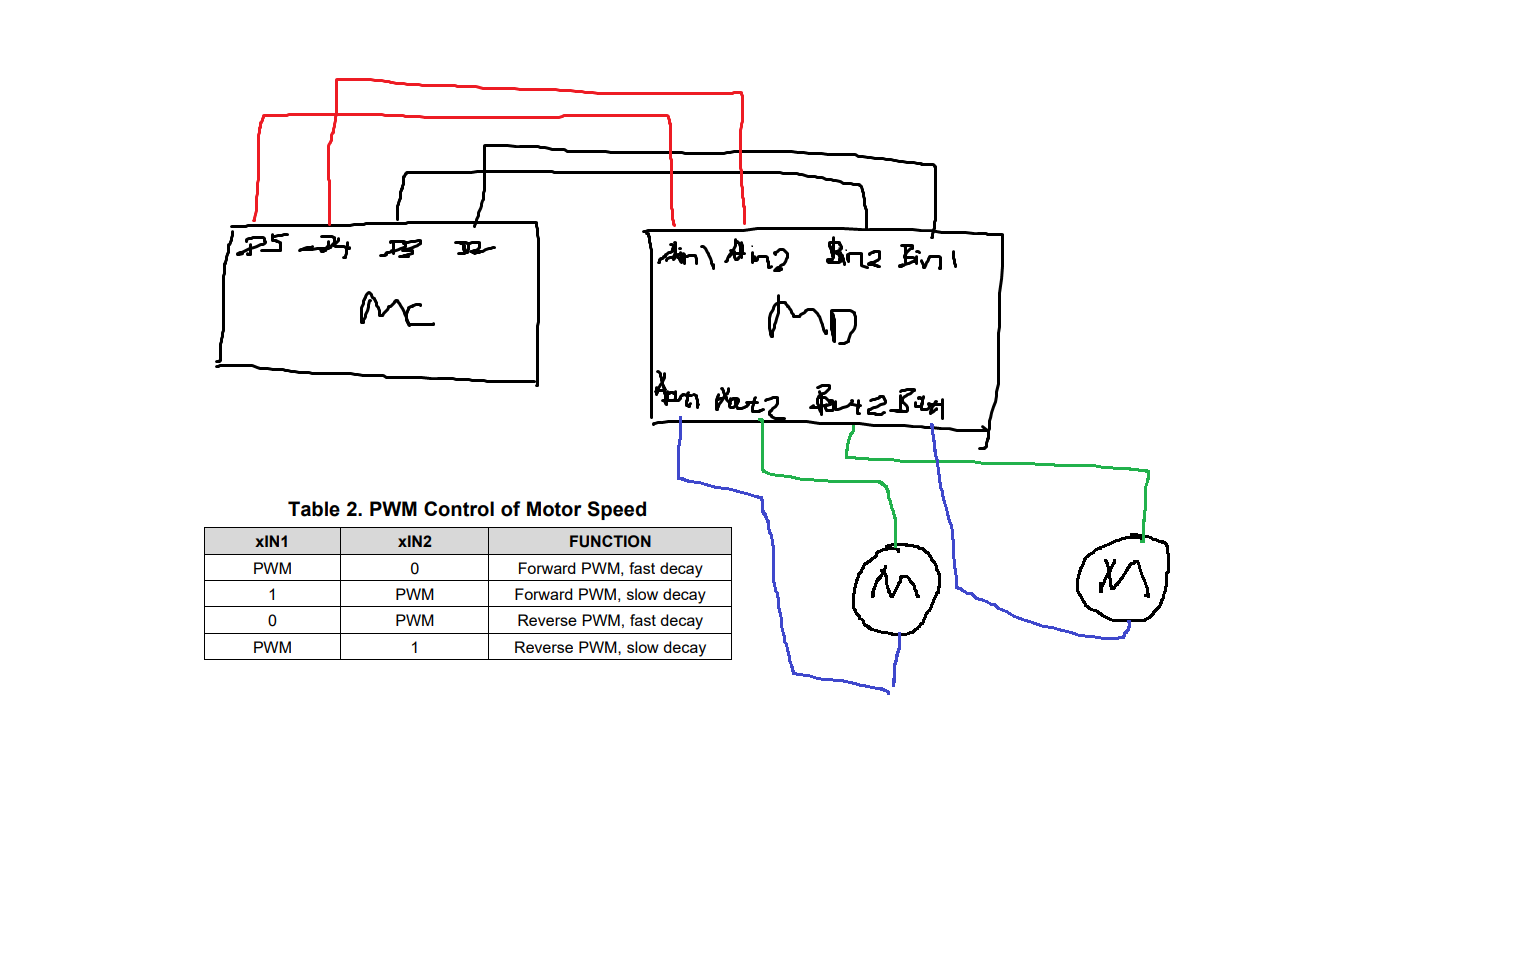 D5 D4 D3 D2
Ain1 Ain2 Bin2 Bin1
MC
MD
Aout1 Aout2 Bout2 Bout1
Table 2. PWM Control of Motor Speed
xIN1 xIN2 FUNCTION
PWM 0 Forward PWM, fast decay
1 PWM Forward PWM, slow decay
0 PWM Reverse PWM, fast decay
PWM 1 Reverse PWM, slow decay
M
M